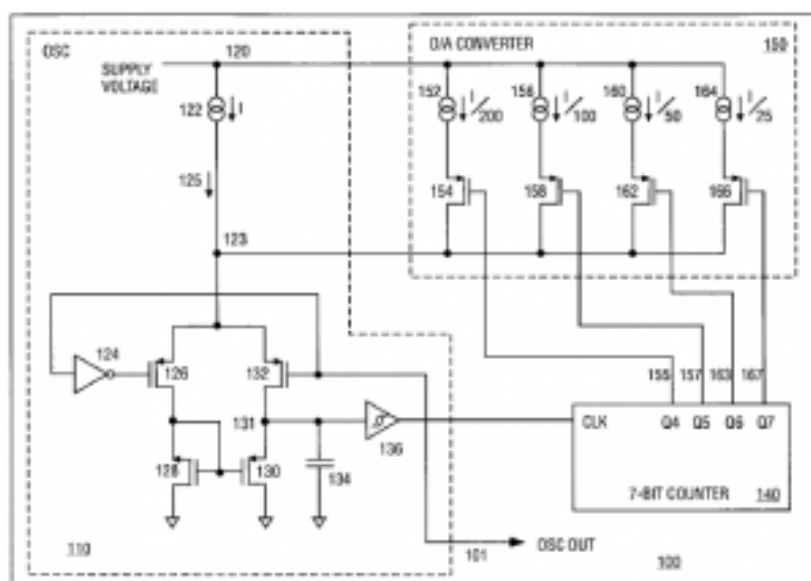 OSC
120
D/A CONVERTER
150
SUPPLY
VOLTAGE
122
I
152
I/200
156
I/100
160
I/50
164
I/25
125
154
158
162
166
123
124
126
132
131
128
130
134
136
155
157
163
167
CLK
Q4
Q5
Q6
Q7
7-BIT COUNTER
140
110
101
OSC OUT
100